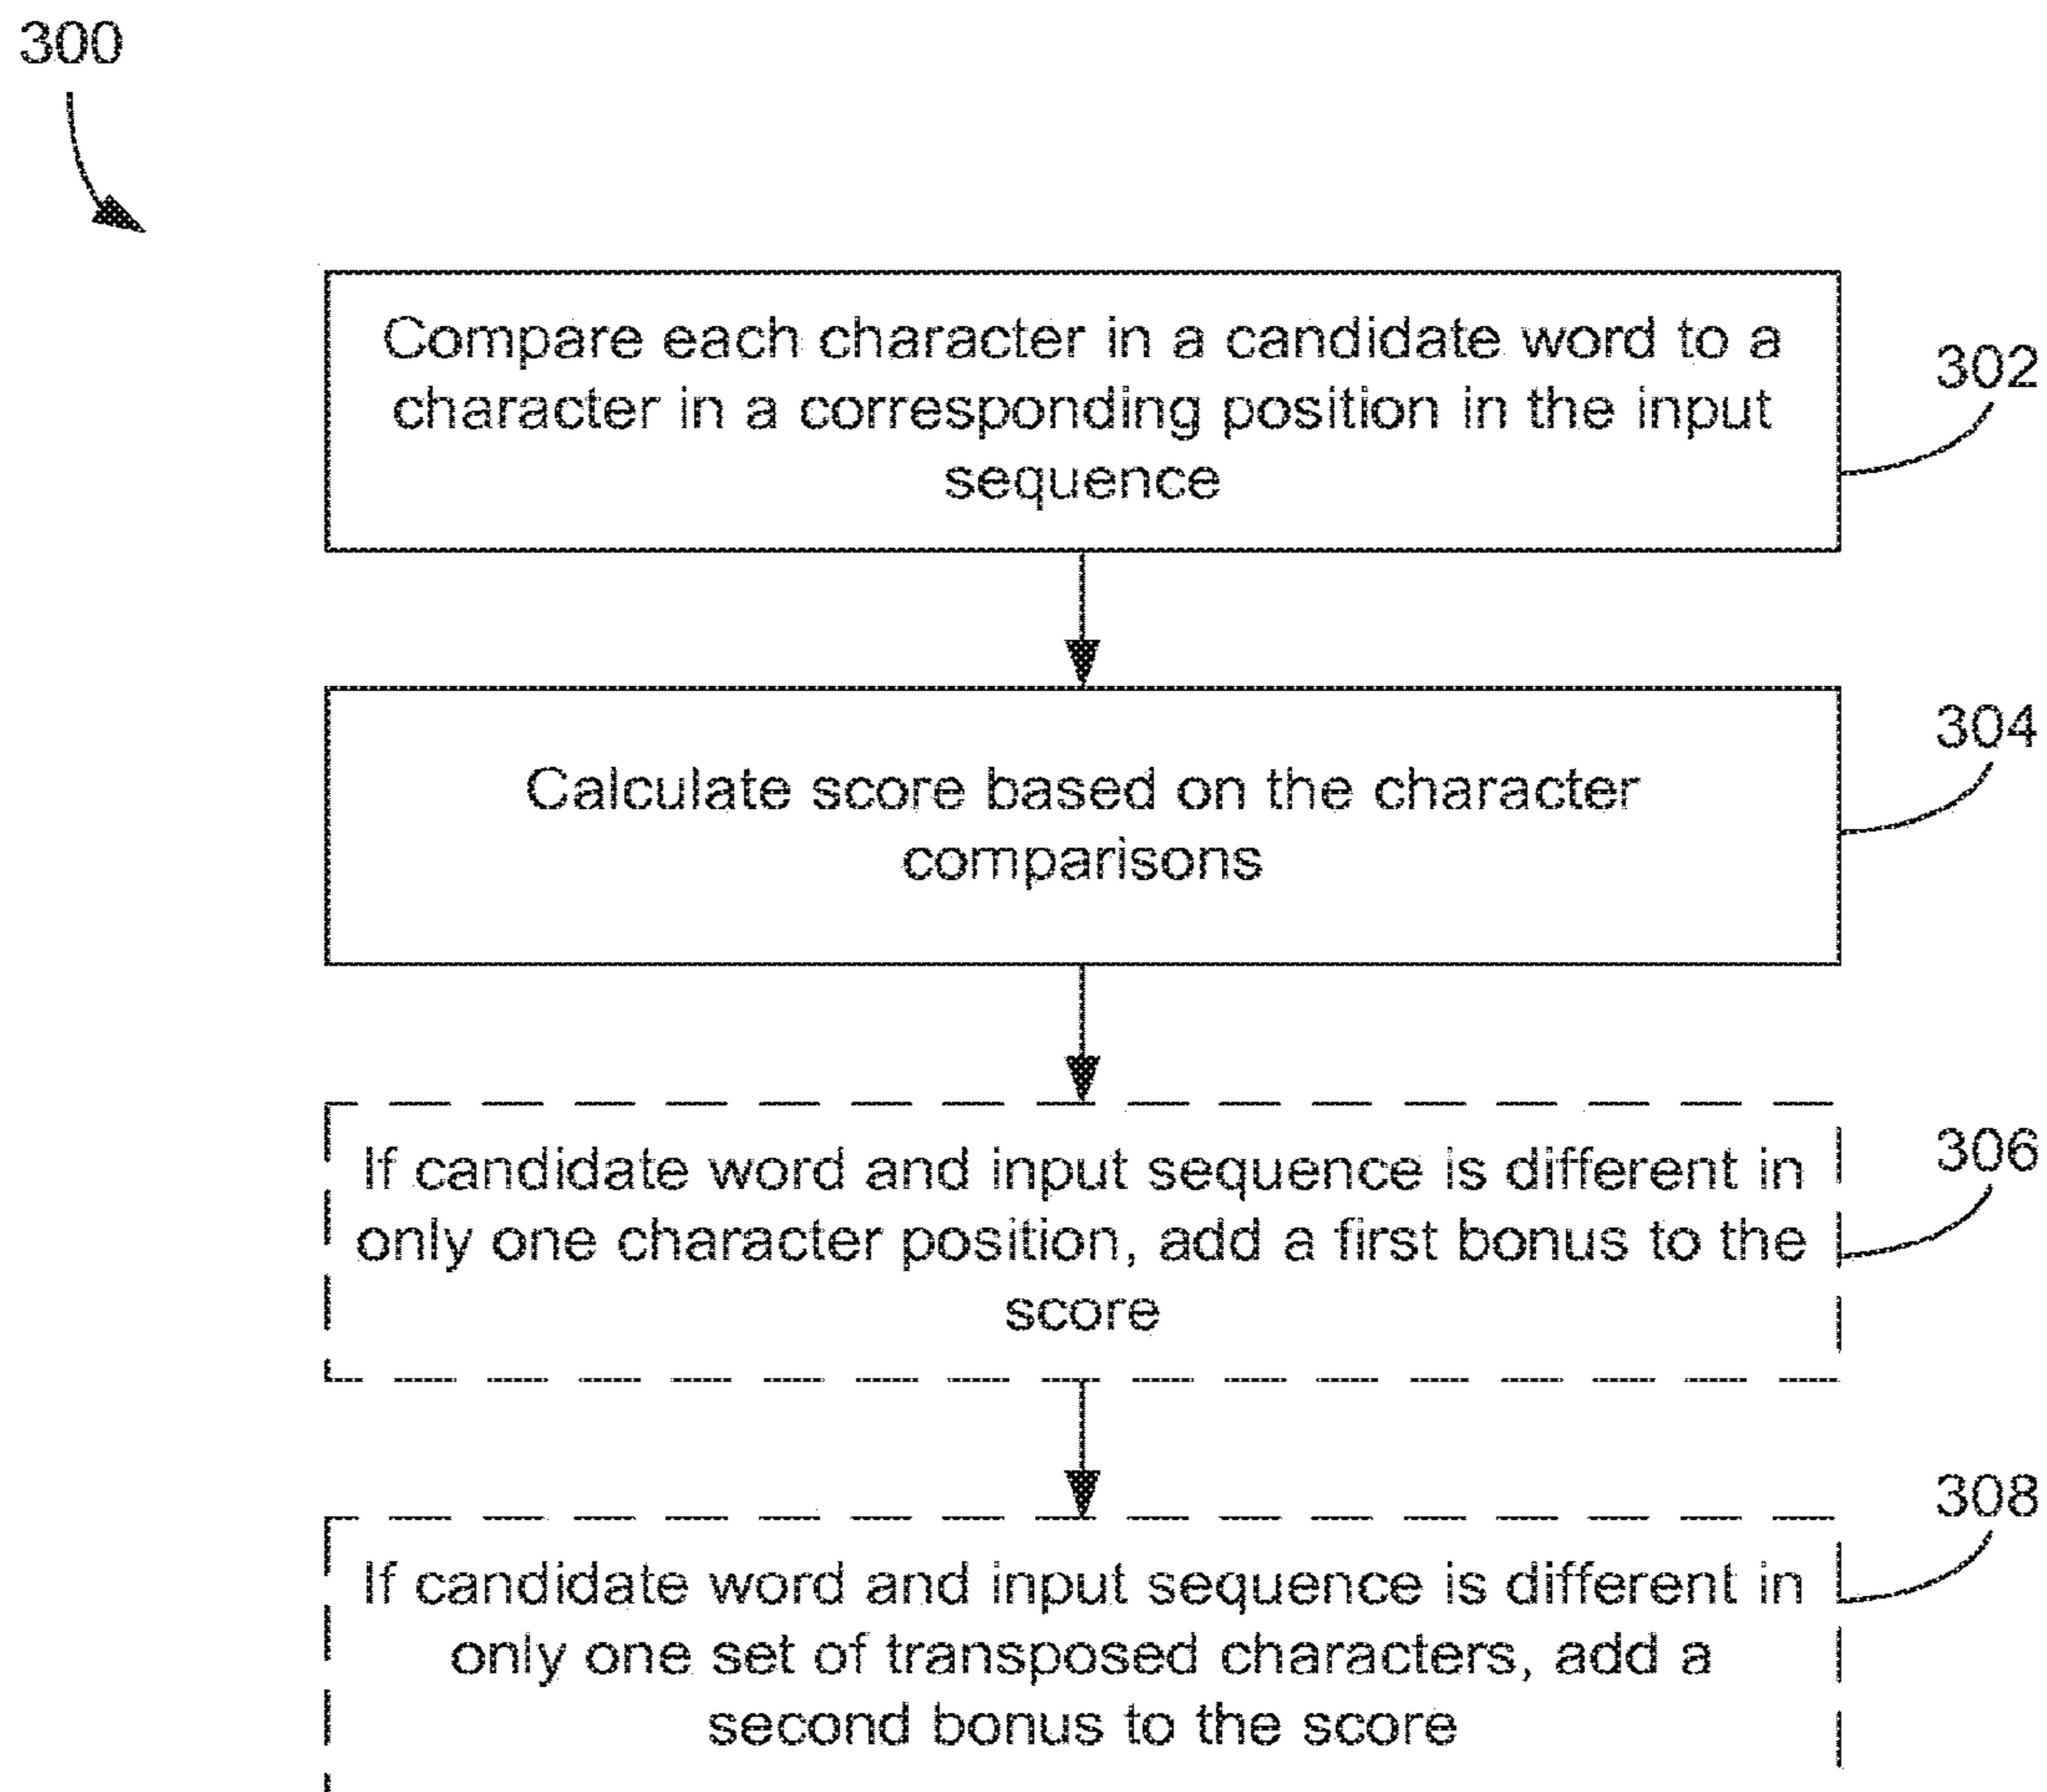 300
Compare each character in a candidate word to a
character in a corresponding position in the input
sequence
302
Calculate score based on the character
comparisons
304
If candidate word and input sequence is different in
only one character position, add a first bonus to the
score
306
If candidate word and input sequence is different in
only one set of transposed characters, add a
second bonus to the score
308